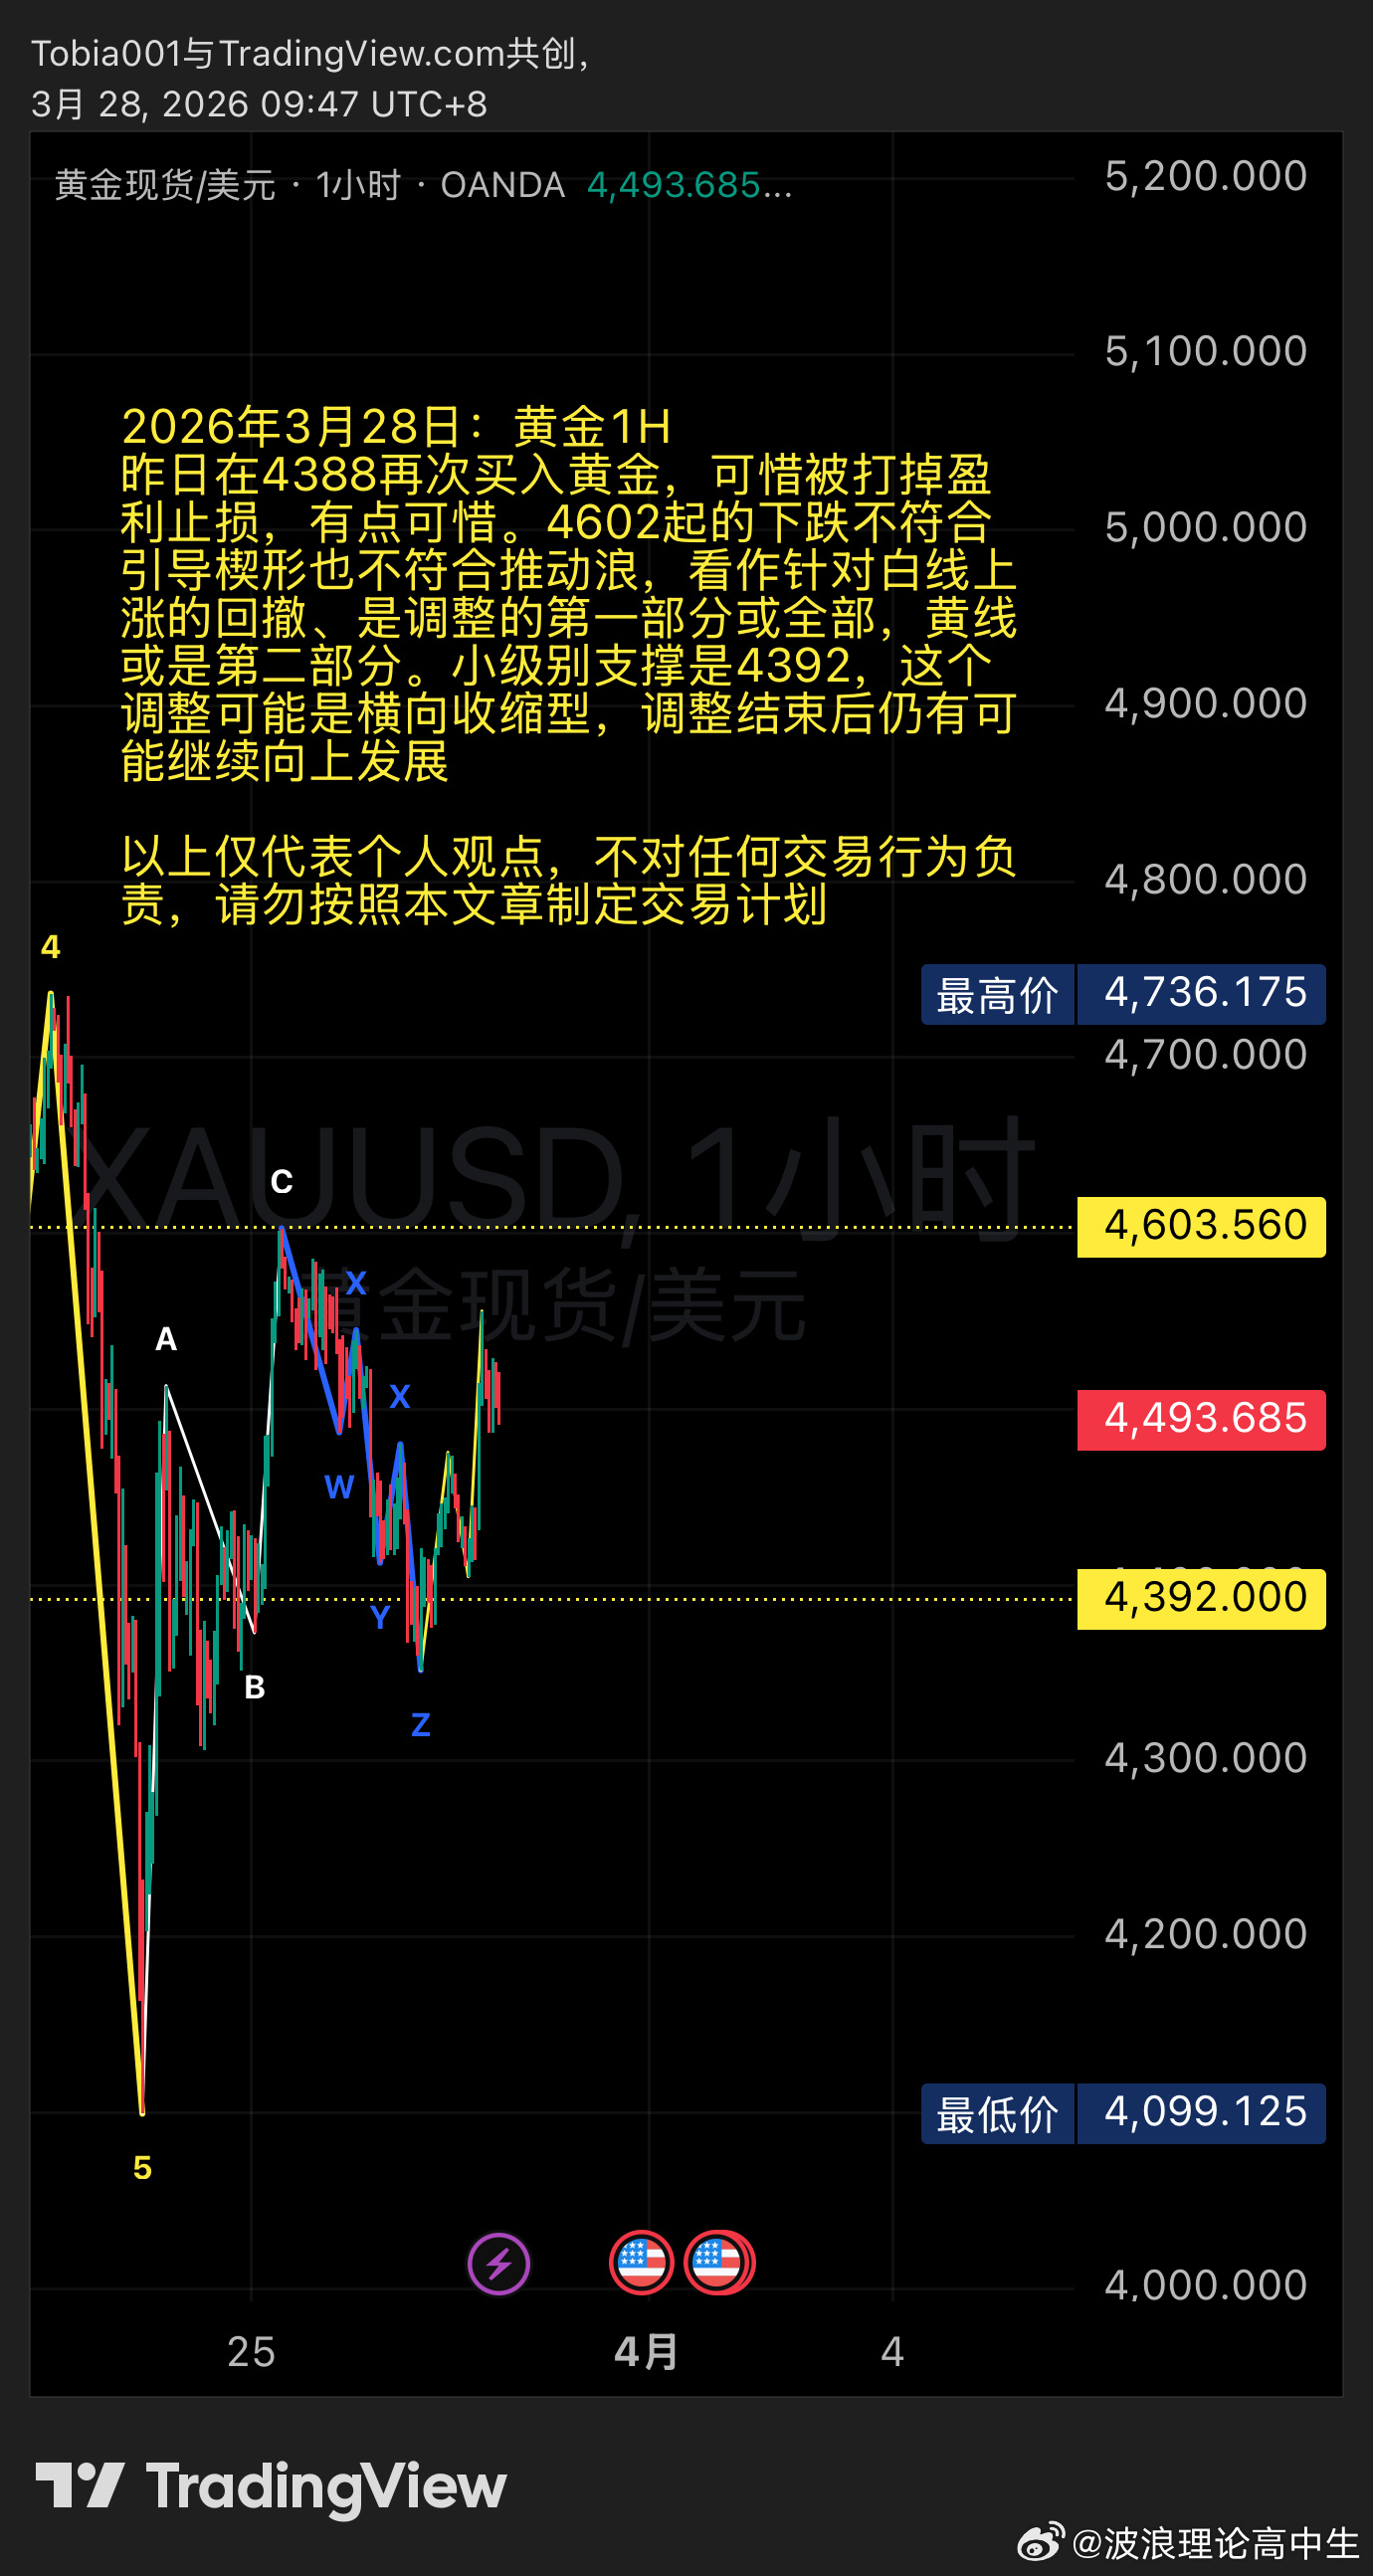 Tobia001与TradingView.com共创，
3月 28, 2026 09:47 UTC+8
黄金现货/美元 · 1小时 · OANDA 4,493.685...
5,200.000
5,100.000
2026年3月28日：黄金1H
昨日在4388再次买入黄金，可惜被打掉盈
利止损，有点可惜。4602起的下跌不符合
引导楔形也不符合推动浪，看作针对白线上
涨的回撤、是调整的第一部分或全部，黄线
或是第二部分。小级别支撑是4392，这个
调整可能是横向收缩型，调整结束后仍有可
能继续向上发展
以上仅代表个人观点，不对任何交易行为负
责，请勿按照本文章制定交易计划
5,000.000
4,900.000
4,800.000
4
最高价 4,736.175
4,700.000
XAUUSD, 1小时
黄金现货/美元
C
4,603.560
X
A
X
4,493.685
W
4,392.000
Y
B
Z
4,300.000
4,200.000
最低价 4,099.125
5
4,000.000
25
4月
4
TradingView
@波浪理论高中生